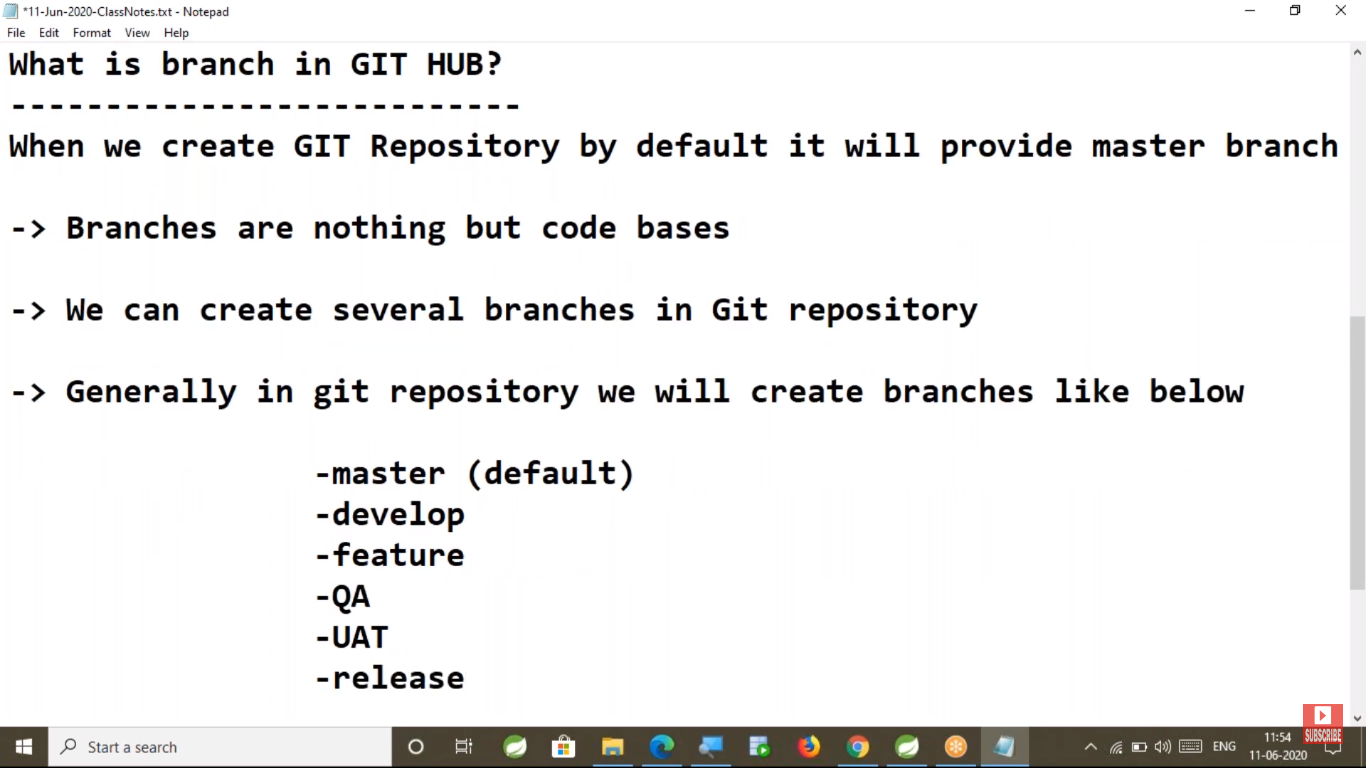 *11-Jun-2020-ClassNotes.txt - Notepad
File Edit Format View Help
What is branch in GIT HUB?
---------------------------
When we create GIT Repository by default it will provide master branch
-> Branches are nothing but code bases
-> We can create several branches in Git repository
-> Generally in git repository we will create branches like below
-master (default)
-develop
-feature
-QA
-UAT
-release
SUBSCRIBE
Start a search
ENG
11:54
11-06-2020